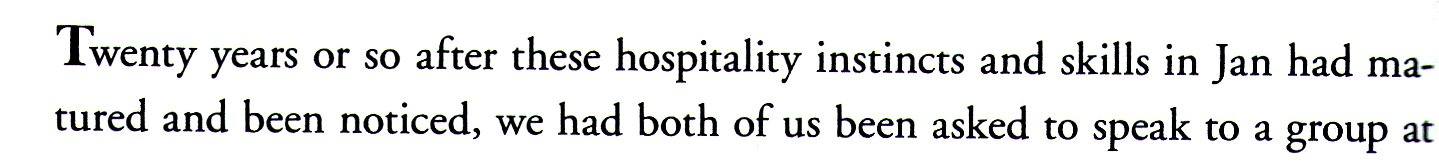 Twenty years or so after these hospitality instincts and skills in Jan had ma-
tured and been noticed, we had both of us been asked to speak to a group at